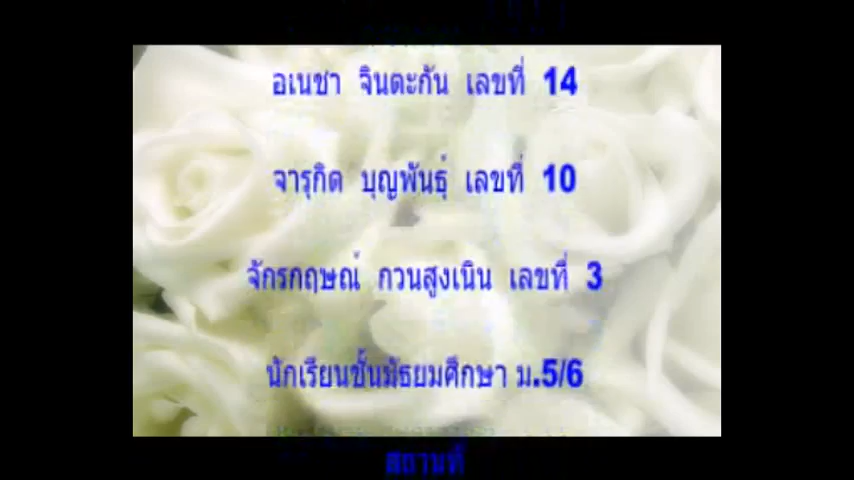 อเนชา จินดะกัน เลขที่ 14
จารุกิด บุญพันธุ์ เลขที่ 10
จักรกฤษณ์ กวนสูงเนิน เลขที่ 3
นักเรียนชั้นมัธยมศึกษา ม.5/6
สถานที่